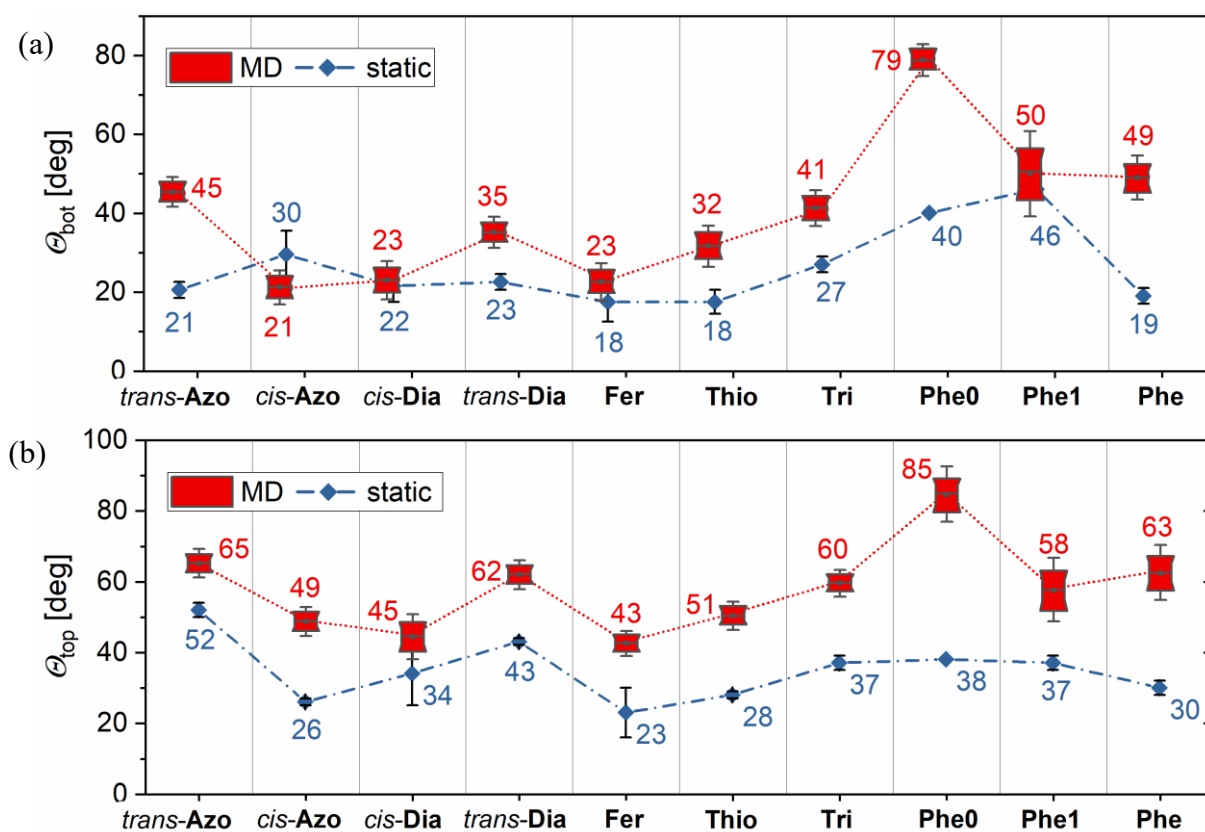 (a)
MD static
Θbot [deg]
80
60
40
20
0
45 21 23 35 23 32 41 79 50 49
21 30 22 23 18 18 27 40 46 19
trans-Azo cis-Azo cis-Dia trans-Dia Fer Thio Tri Phe0 Phe1 Phe
(b)
MD static
Θtop [deg]
100
80
60
40
20
0
65 49 45 62 43 51 60 85 58 63
52 26 34 43 23 28 37 38 37 30
trans-Azo cis-Azo cis-Dia trans-Dia Fer Thio Tri Phe0 Phe1 Phe